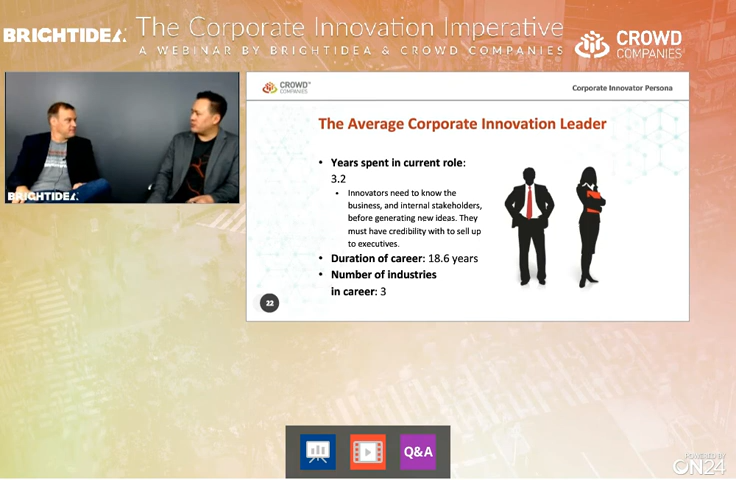 BRIGHTIDEA
The Corporate Innovation Imperative
A WEBINAR BY BRIGHTIDEA & CROWD COMPANIES
CROWD
COMPANIES
BRIGHTIDEA
CROWD™
COMPANIES
Corporate Innovator Persona
The Average Corporate Innovation Leader
• Years spent in current role:
3.2
• Innovators need to know the
business, and internal stakeholders,
before generating new ideas. They
must have credibility with to sell up
to executives.
• Duration of career: 18.6 years
• Number of industries
in career: 3
22
Q&A
POWERED BY
ON24